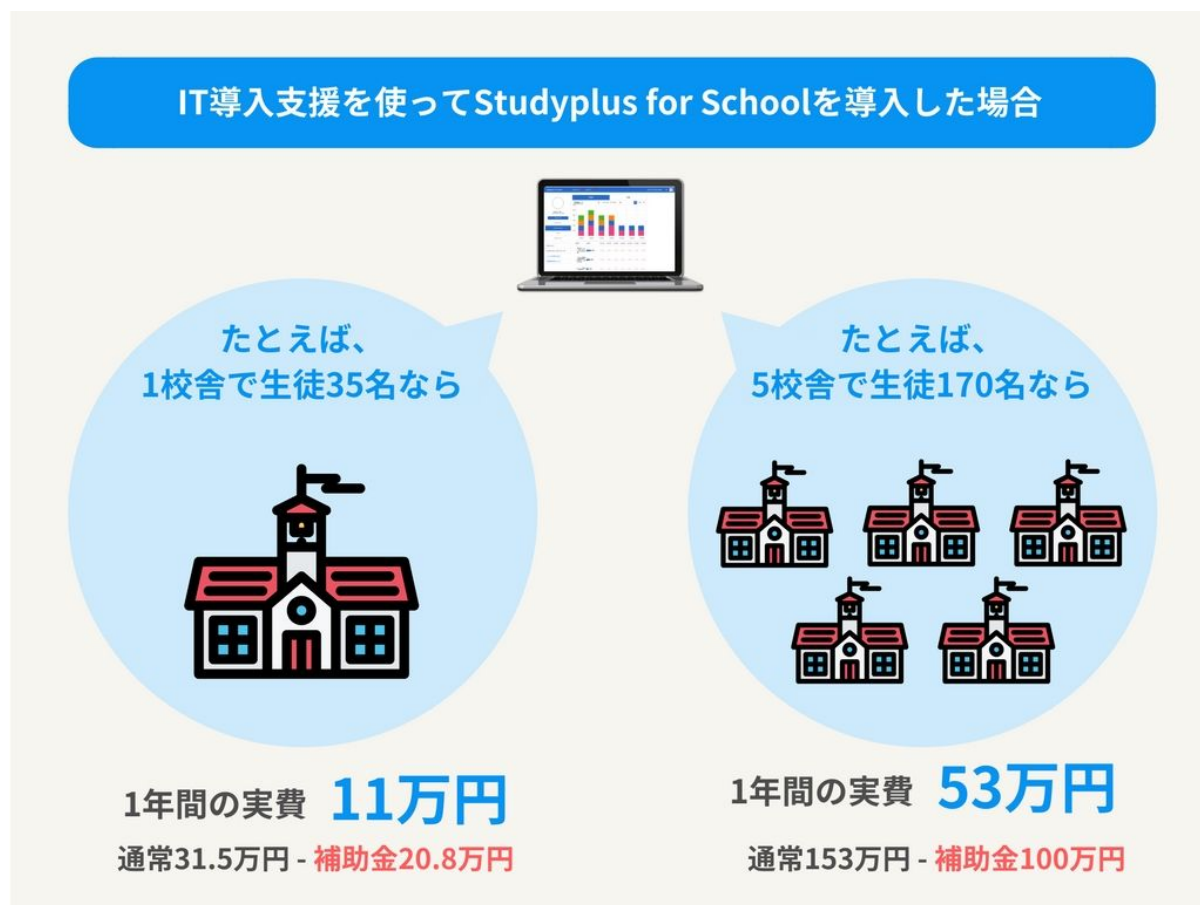 IT導入支援を使ってStudyplus for Schoolを導入した場合
たとえば、
1校舎で生徒35名なら
1年間の実費 11万円
通常31.5万円 - 補助金20.8万円
たとえば、
5校舎で生徒170名なら
1年間の実費 53万円
通常153万円 - 補助金100万円